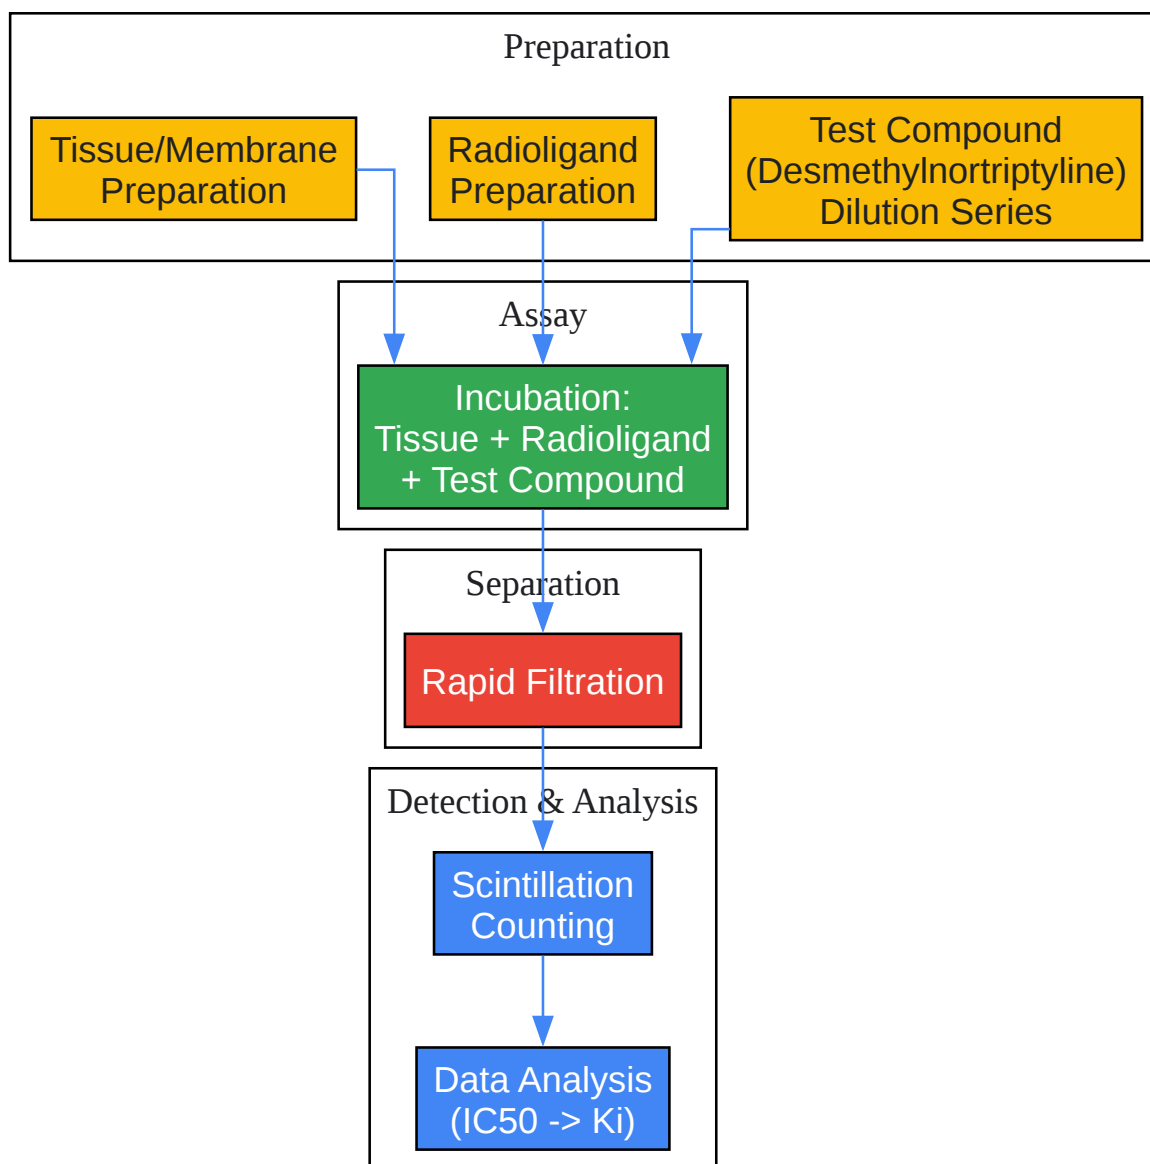 Preparation
Tissue/Membrane
Preparation
Radioligand
Preparation
Test Compound
(Desmethylnortriptyline)
Dilution Series
Assay
Incubation:
Tissue + Radioligand
+ Test Compound
Separation
Rapid Filtration
Detection & Analysis
Scintillation
Counting
Data Analysis
(IC50 -> Ki)